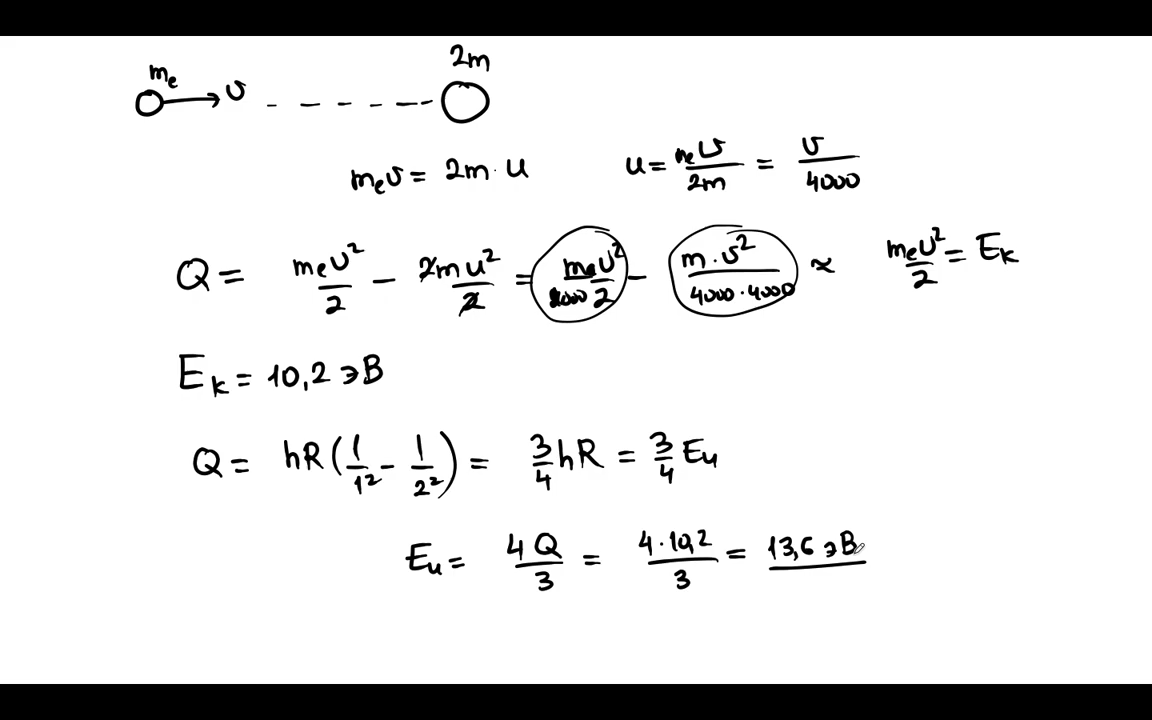 2m
mₑ
υ
mₑυ = 2m · u u = mₑυ/2m = υ/4000
Q = mₑυ²/2 - 2mu²/2 = mυ²/2000·2 - m·υ²/4000·4000 ≈ mₑυ²/2 = Eₖ
Eₖ = 10,2 эВ
Q = hR(1/1² - 1/2²) = 3/4 hR = 3/4 Eи
Eи = 4Q/3 = 4·10,2/3 = 13,6 эВ